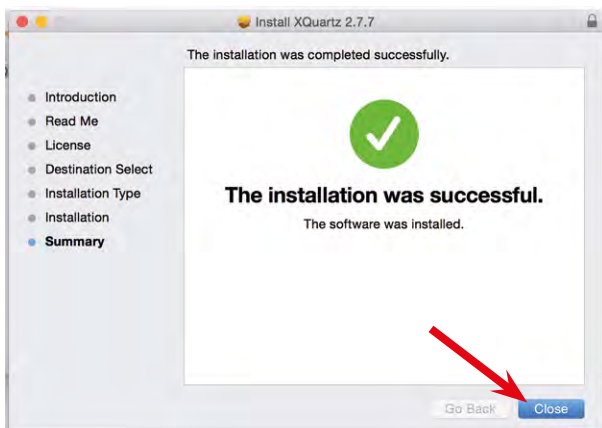 Install XQuartz 2.7.7
The installation was completed successfully.
Introduction
Read Me
License
Destination Select
Installation Type
Installation
Summary
The installation was successful.
The software was installed.
Go Back
Close